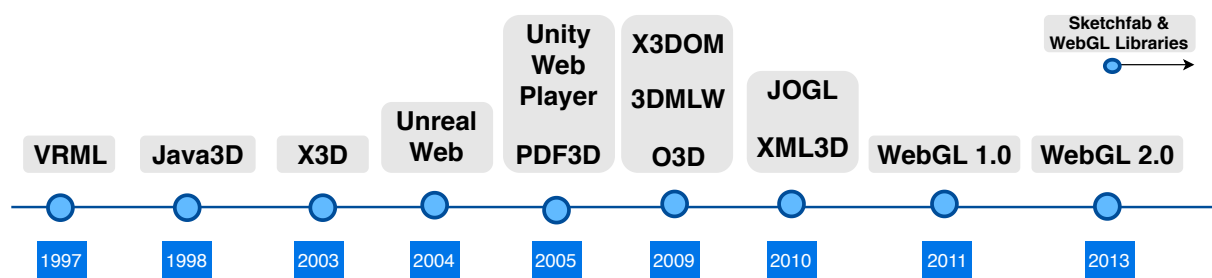 Sketchfab &
WebGL Libraries
Unity
Web
Player
PDF3D
X3DOM
3DMLW
O3D
JOGL
XML3D
Unreal
Web
VRML
Java3D
X3D
WebGL 1.0
WebGL 2.0
1997
1998
2003
2004
2005
2009
2010
2011
2013